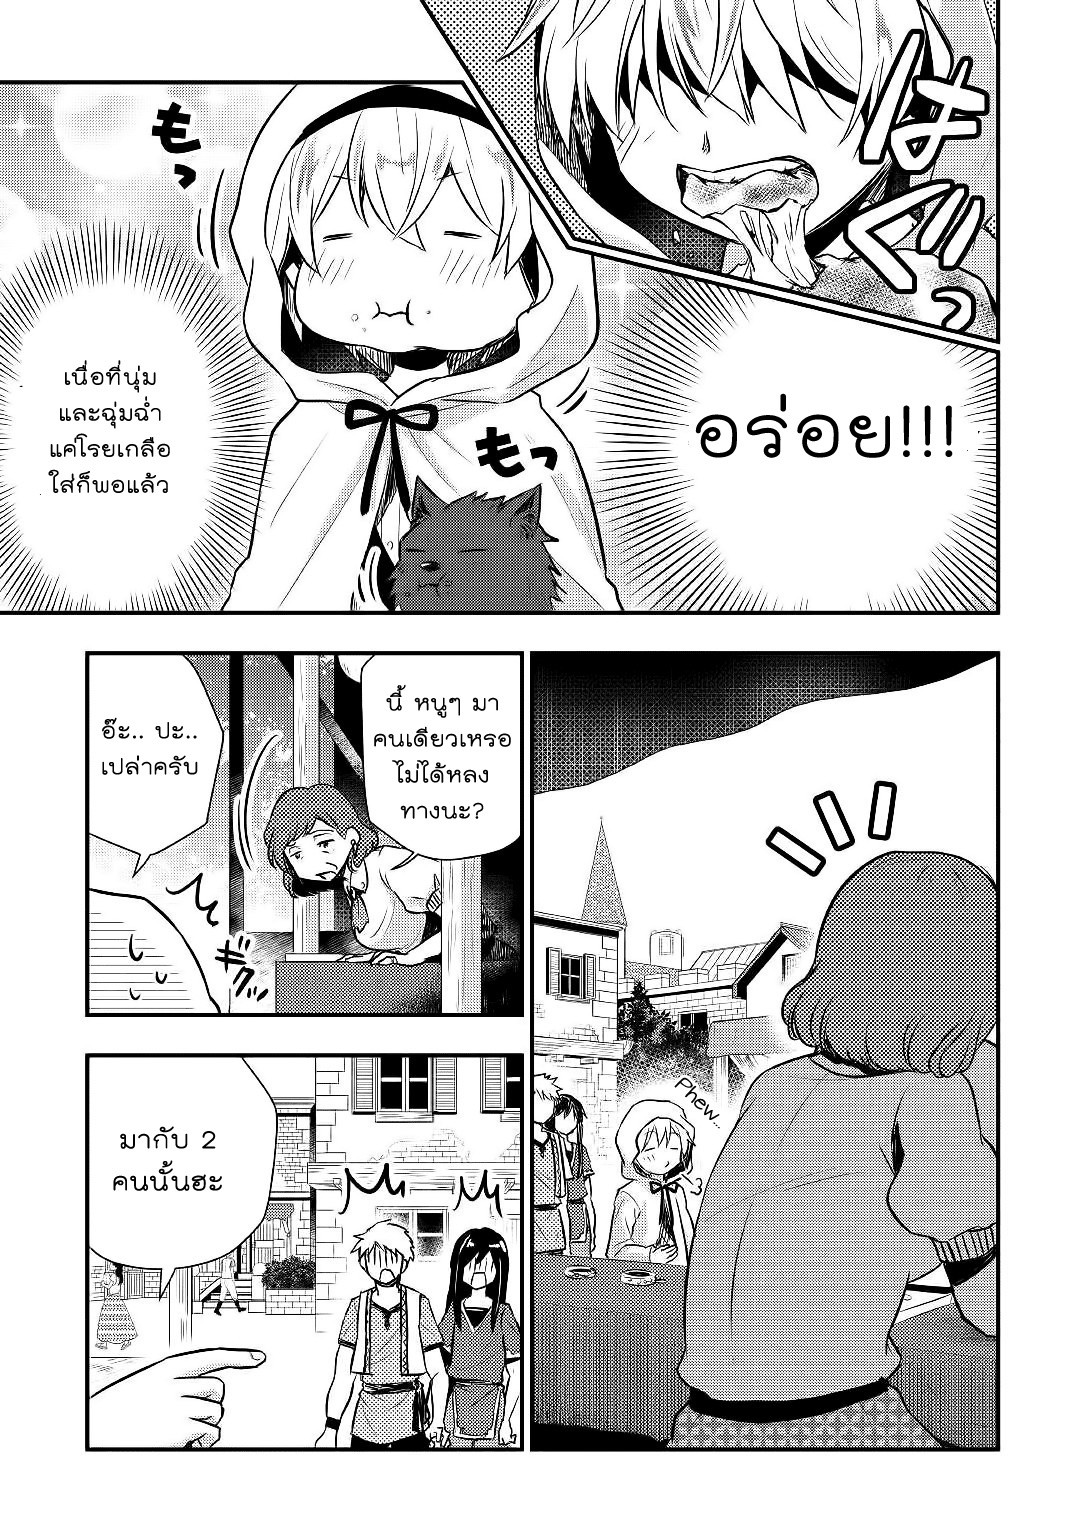 はぐっ
もっ
อร่อย!!!
เนื่อที่นุ่ม
และฉุ่มฉ่ำ
แค่โรยเกลือ
ใส่ก็พอแล้ว
もっ
Phew...
นี้ หนูๆ มา
คนเดียวเหรอ
ไม่ได้หลง
ทางนะ?
อ๊ะ.. ปะ..
เปล่าครับ
ギクッ
มากับ 2
คนนั้นฮะ